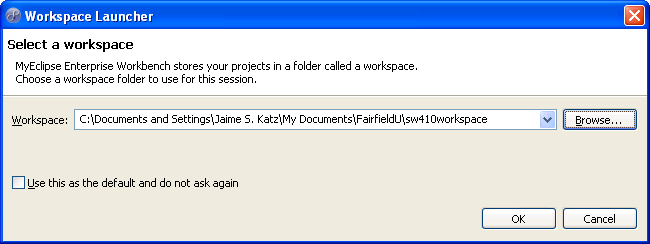 Workspace Launcher
Select a workspace
MyEclipse Enterprise Workbench stores your projects in a folder called a workspace.
Choose a workspace folder to use for this session.
Workspace: C:\Documents and Settings\Jaime S. Katz\My Documents\FairfieldU\sw410workspace Browse...
Use this as the default and do not ask again
OK Cancel